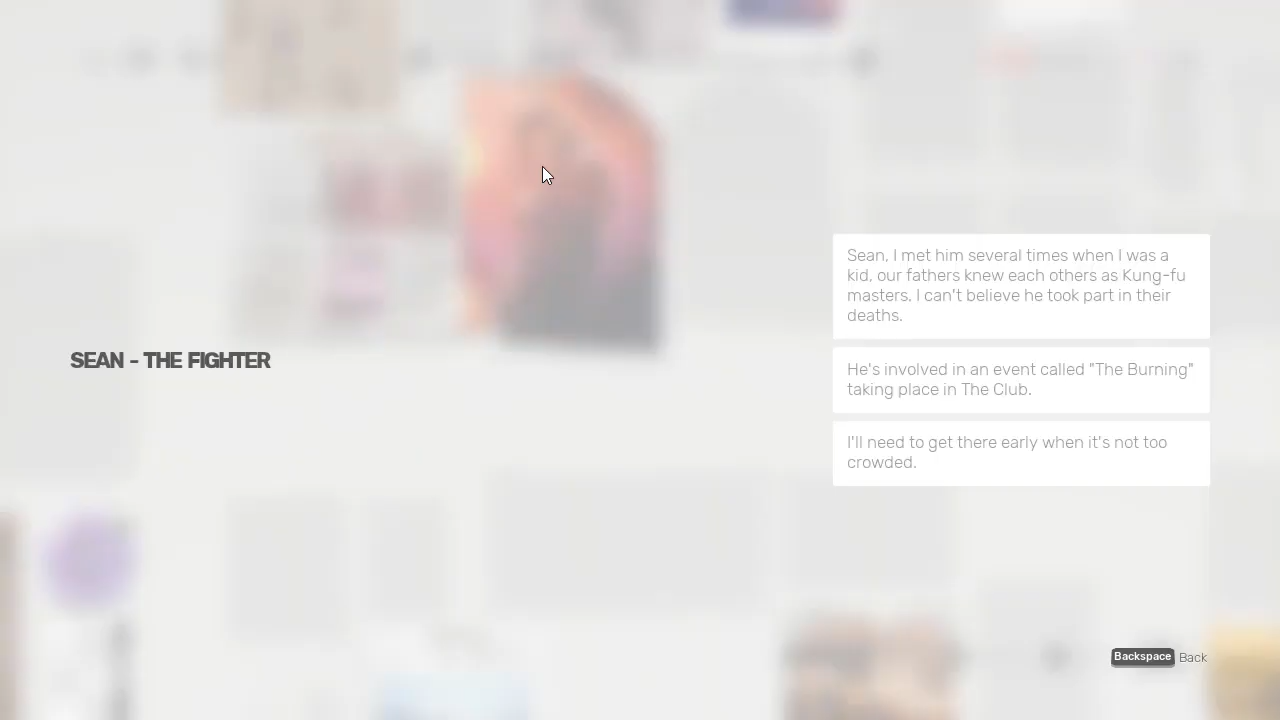 SEAN - THE FIGHTER
Sean, I met him several times when I was a
kid, our fathers knew each others as Kung-fu
masters. I can't believe he took part in their
deaths.
He's involved in an event called "The Burning"
taking place in The Club.
I'll need to get there early when it's not too
crowded.
Backspace Back